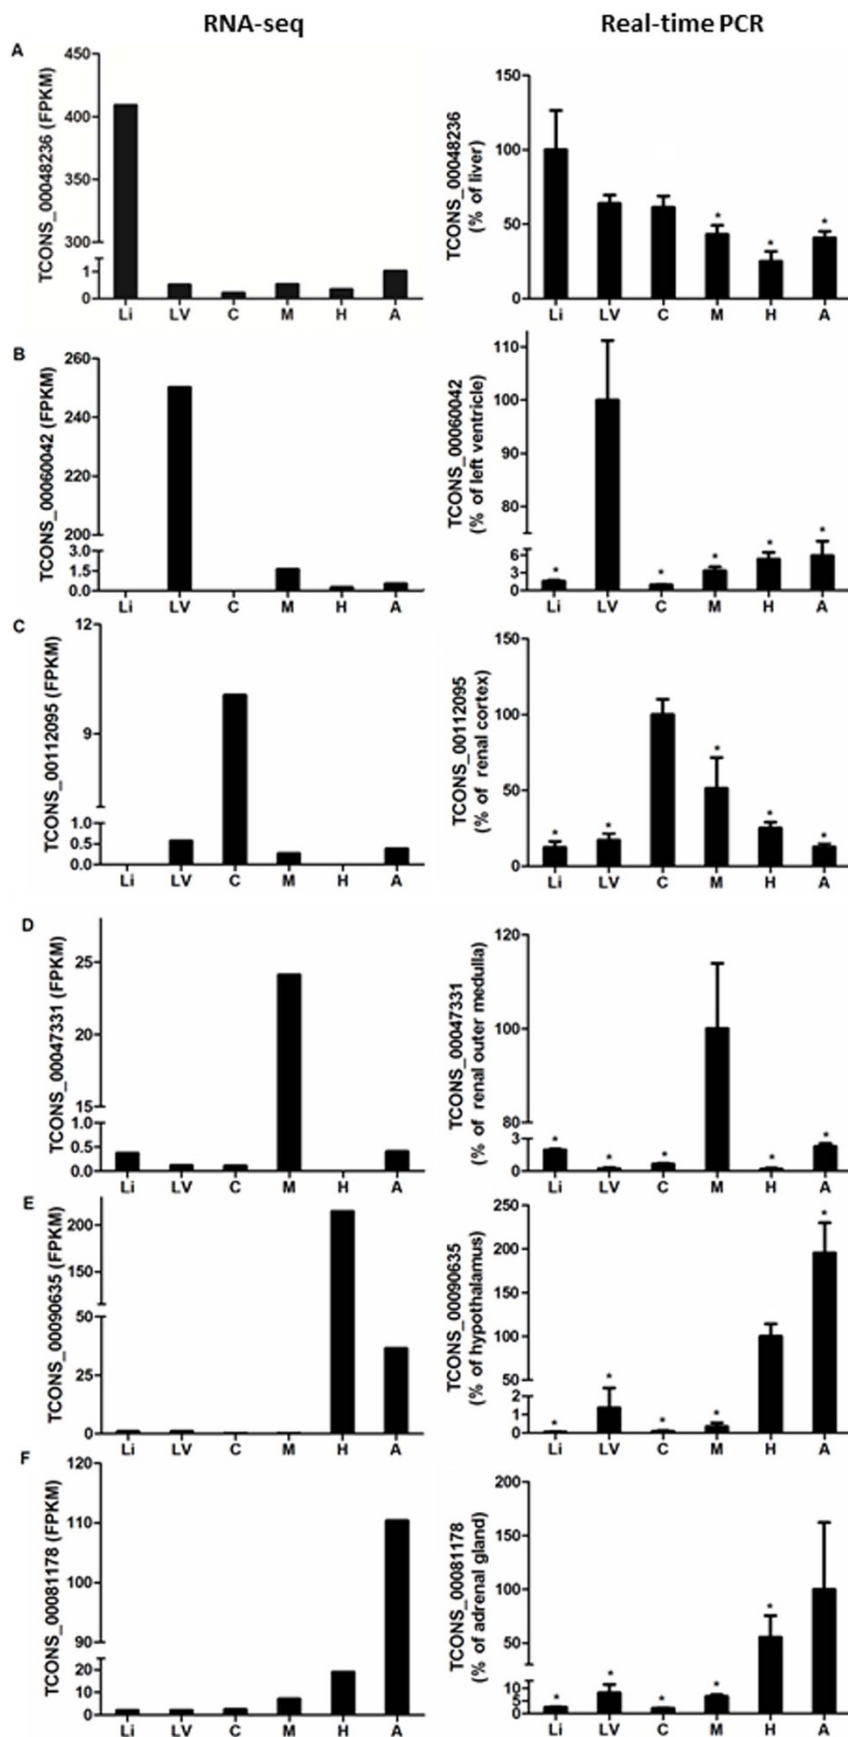 RNA-seq Real-time PCR
A
TCONS_00048236 (FPKM)
450
400
350
300
1
0
Li LV C M H A
TCONS_00048236
(% of liver)
150
100
50
0
* * *
Li LV C M H A
B
TCONS_00060042 (FPKM)
260
240
220
200
3.0
1.5
0.0
Li LV C M H A
TCONS_00060042
(% of left ventricle)
110
100
90
80
6
3
0
* * * * *
Li LV C M H A
C
TCONS_00112095 (FPKM)
12
9
1.0
0.5
0.0
Li LV C M H A
TCONS_00112095
(% of renal cortex)
150
100
50
0
* * * * *
Li LV C M H A
D
TCONS_00047331 (FPKM)
25
20
15
1.0
0.5
0.0
Li LV C M H A
TCONS_00047331
(% of renal outer medulla)
120
100
80
3
0
* * * * *
Li LV C M H A
E
TCONS_00090635 (FPKM)
200
150
50
25
0
Li LV C M H A
TCONS_00090635
(% of hypothalamus)
250
200
150
100
50
2
1
0
* * * * *
Li LV C M H A
F
TCONS_00081178 (FPKM)
120
110
100
90
20
10
0
Li LV C M H A
TCONS_00081178
(% of adrenal gland)
200
150
100
50
10
5
0
* * * * *
Li LV C M H A